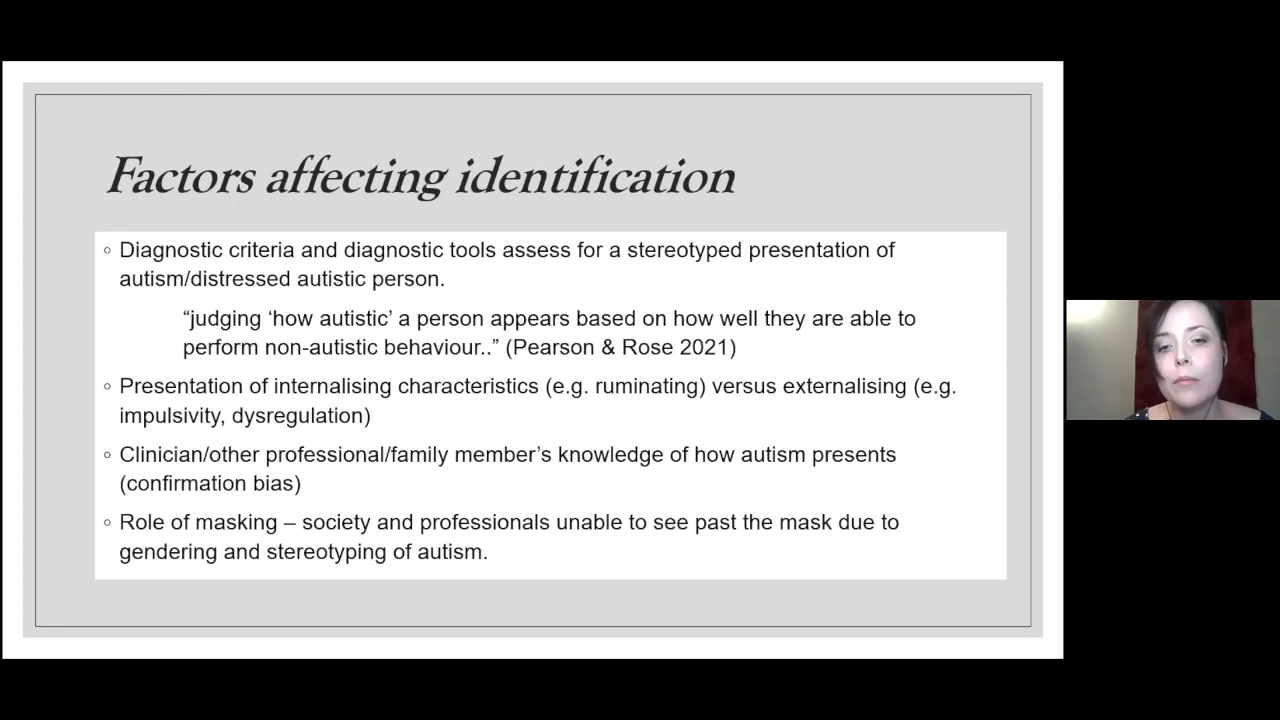 Factors affecting identification
◦ Diagnostic criteria and diagnostic tools assess for a stereotyped presentation of
autism/distressed autistic person.
“judging ‘how autistic’ a person appears based on how well they are able to
perform non-autistic behaviour..” (Pearson & Rose 2021)
◦ Presentation of internalising characteristics (e.g. ruminating) versus externalising (e.g.
impulsivity, dysregulation)
◦ Clinician/other professional/family member’s knowledge of how autism presents
(confirmation bias)
◦ Role of masking – society and professionals unable to see past the mask due to
gendering and stereotyping of autism.